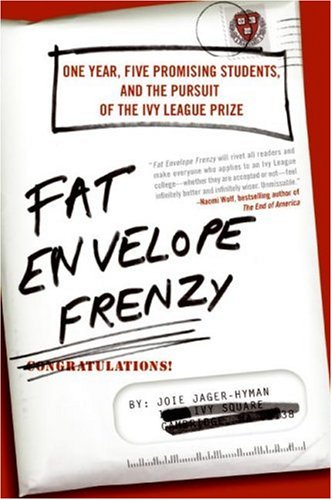 ONE YEAR, FIVE PROMISING STUDENTS,
AND THE PURSUIT
OF THE IVY LEAGUE PRIZE
"Fat Envelope Frenzy will rivet all readers and
make everyone who applies to an Ivy League
college—whether they are accepted or not—feel
infinitely better and infinitely wiser. Unmissable."
—Naomi Wolf, bestselling author of
The End of America
FAT
ENVELOPE
FRENZY
CONGRATULATIONS!
BY: JOIE JAGER-HYMAN
IVY SQUARE